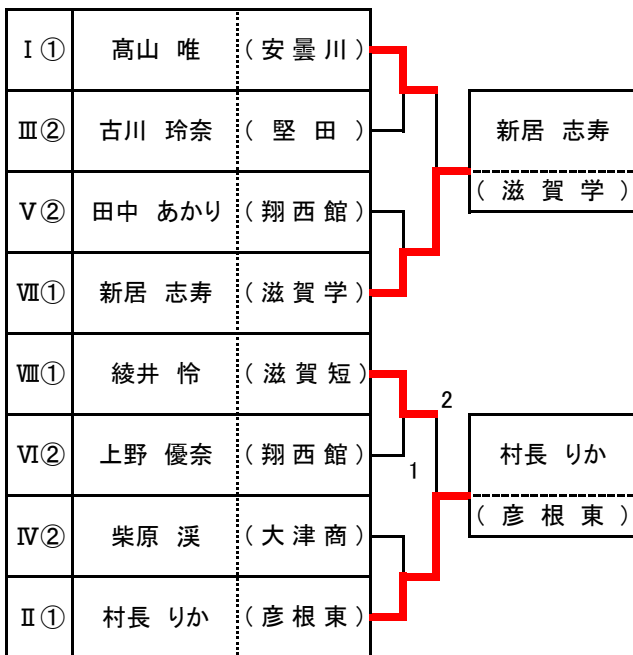 Ⅰ① 髙山 唯 (安曇川)
Ⅲ② 古川 玲奈 (堅田)
Ⅴ② 田中 あかり (翔西館)
Ⅶ① 新居 志寿 (滋賀学)
Ⅷ① 綾井 怜 (滋賀短)
Ⅵ② 上野 優奈 (翔西館)
Ⅳ② 柴原 渓 (大津商)
Ⅱ① 村長 りか (彦根東)
新居 志寿
(滋賀学)
2
1
村長 りか
(彦根東)